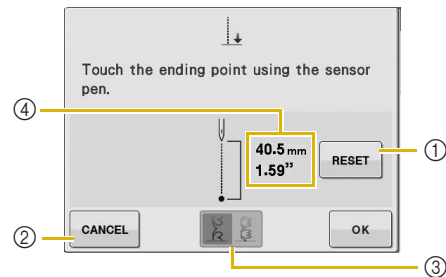 Touch the ending point using the sensor
pen.
④
40.5 mm
1.59”
RESET
①
CANCEL
OK
②
③